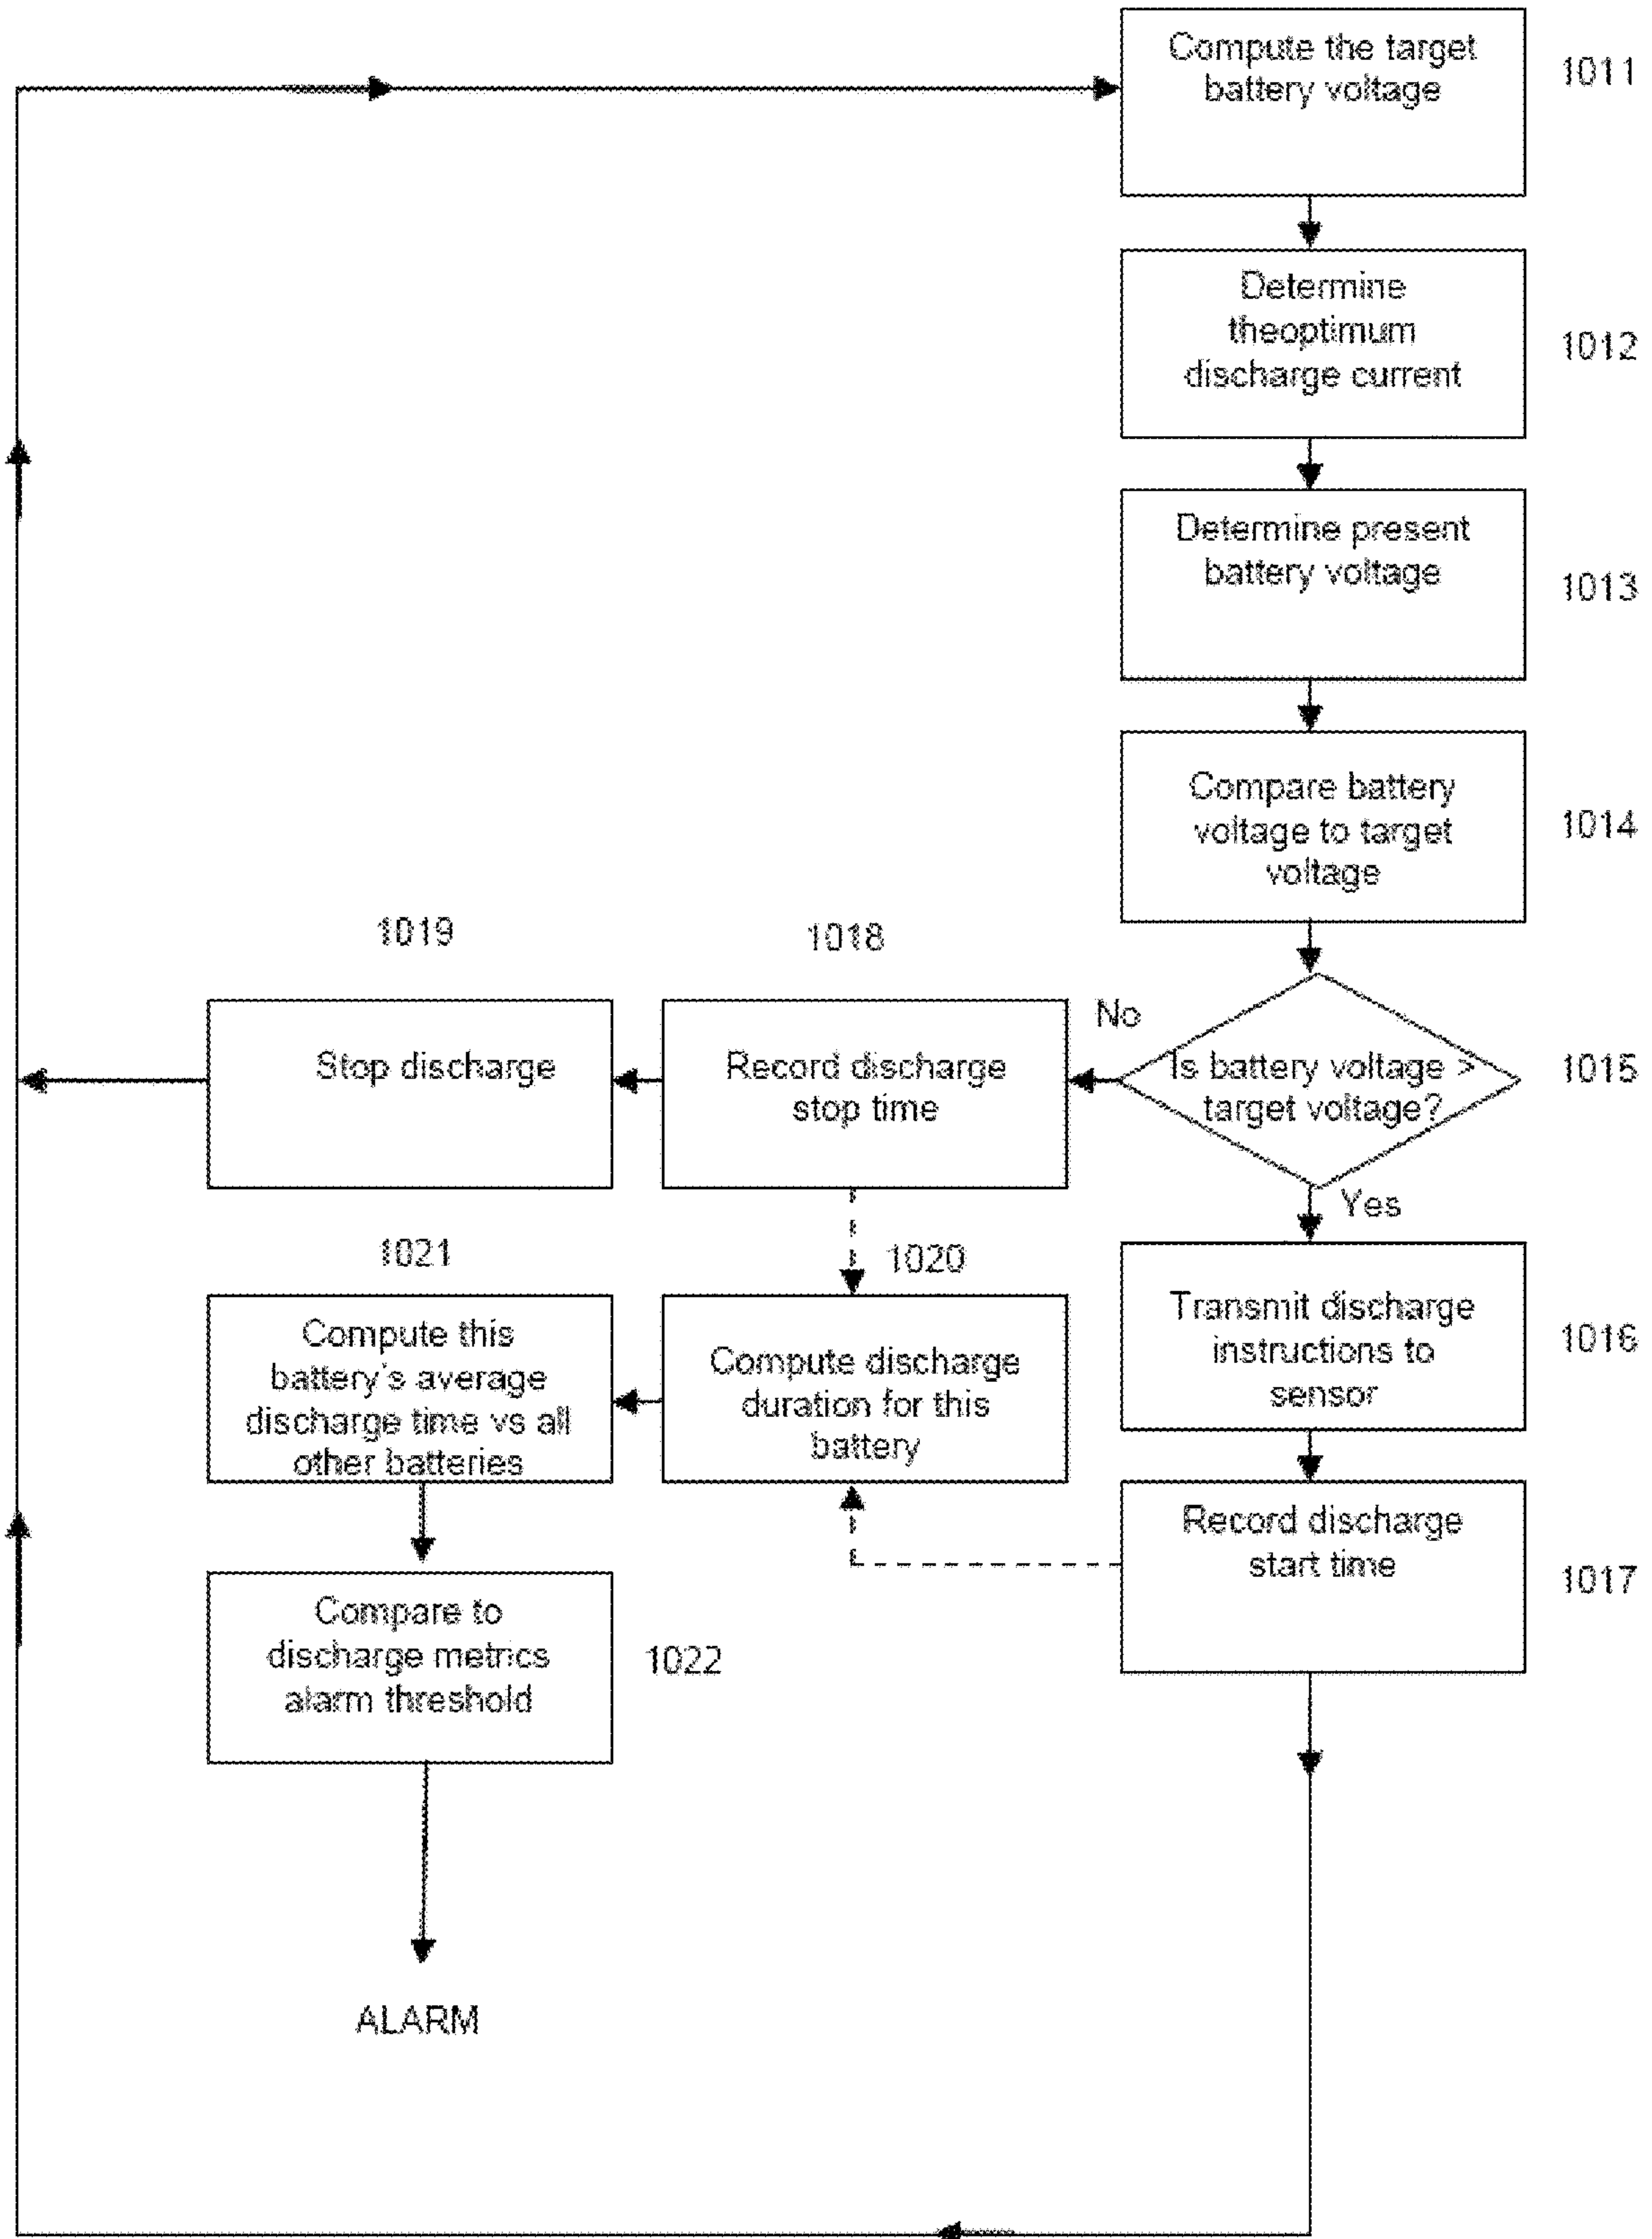 Compute the target
battery voltage
1011
Determine
theoptimum
discharge current
1012
Determine present
battery voltage
1013
Compare battery
voltage to target
voltage
1014
1019
1018
Stop discharge
Record discharge
stop time
No
Is battery voltage >
target voltage?
1015
Yes
1021
1020
Compute this
battery's average
discharge time vs all
other batteries
Compute discharge
duration for this
battery
Transmit discharge
instructions to
sensor
1016
Record discharge
start time
1017
Compare to
discharge metrics
alarm threshold
1022
ALARM